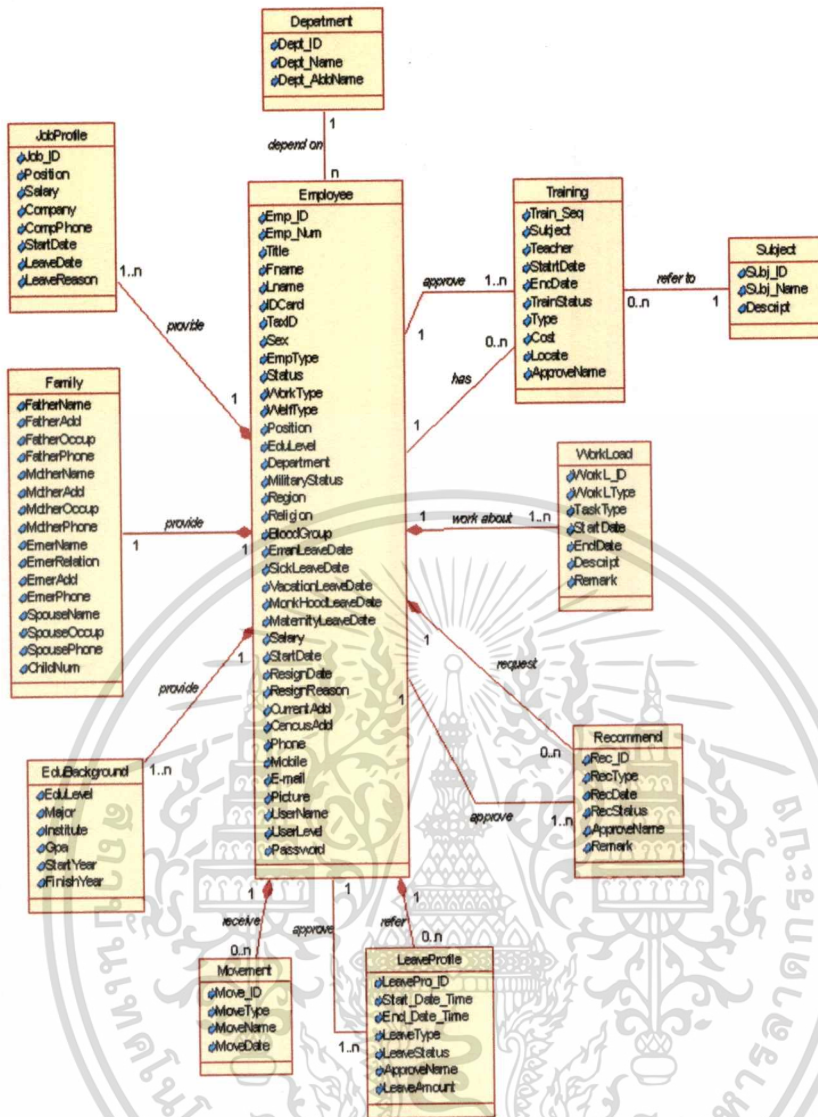 Department
Dept_ID
Dept_Name
Dept_AbbName
1
depend on
n
JobProfile
Job_ID
Position
Salary
Company
CompPhone
StartDate
LeaveDate
LeaveReason
1..n
provide
1
Employee
Emp_ID
Emp_Num
Title
Fname
Lname
IDCard
TaxID
Sex
EmpType
Status
WorkType
WelfType
Position
EduLevel
Department
MilitaryStatus
Region
Religion
BloodGroup
ErranLeaveDate
SickLeaveDate
VacationLeaveDate
MonkHoodLeaveDate
MaternityLeaveDate
Salary
StartDate
ResignDate
ResignReason
CurrentAdd
CencusAdd
Phone
Mobile
E-mail
Picture
UserName
UserLevel
Password
Training
Train_Seq
Subject
Teacher
StatrtDate
EndDate
TrainStatus
Type
Cost
Locate
ApproveName
approve
1..n
1
0..n
has
1
Subject
Subj_ID
Subj_Name
Descript
refer to
0..n
1
Family
FatherName
FatherAdd
FatherOccup
FatherPhone
MotherName
MotherAdd
MotherOccup
MotherPhone
EmerName
EmerRelation
EmerAdd
EmerPhone
SpouseName
SpouseOccup
SpousePhone
ChildNum
provide
1
1
WorkLoad
WorkL_ID
WorkLType
TaskType
StartDate
EndDate
Descript
Remark
1
work about
1..n
1
provide
1..n
EduBackground
EduLevel
Major
Institute
Gpa
StartYear
FinishYear
1
request
0..n
1
approve
1..n
Recommend
Rec_ID
RecType
RecDate
RecStatus
ApproveName
Remark
1
receive
0..n
1
approve
1..n
1
refer
0..n
Movement
Move_ID
MoveType
MoveName
MoveDate
LeaveProfile
LeavePro_ID
Start_Date_Time
End_Date_Time
LeaveType
LeaveStatus
ApproveName
LeaveAmount